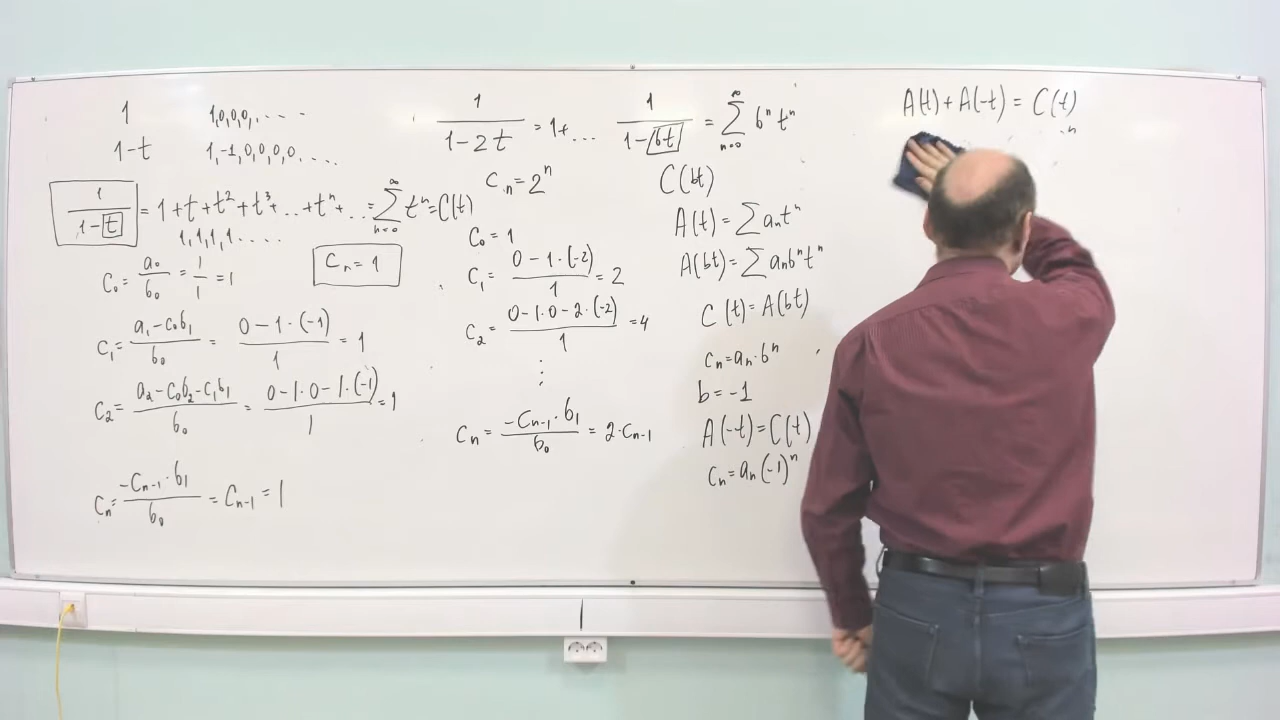 1 / 1-t
1,0,0,0, . . . .
1,-1,0,0,0,0, . . . .
1 / 1-t = 1+t+t²+t³+...+tⁿ+... = ∑_{n=0}^∞ tⁿ = C(t)
1,1,1,1 . . . .
C₀ = a₀/b₀ = 1/1 = 1
Cₙ = 1
C₁ = (a₁-c₀b₁)/b₀ = (0-1·(-1))/1 = 1
C₂ = (a₂-c₀b₂-c₁b₁)/b₀ = (0-1·0-1·(-1))/1 = 1
Cₙ = (-Cₙ₋₁·b₁)/b₀ = Cₙ₋₁ = 1
1 / 1-2t = 1+...
Cₙ = 2ⁿ
C₀ = 1
C₁ = (0-1·(-2))/1 = 2
C₂ = (0-1·0-2·(-2))/1 = 4
⋮
Cₙ = (-Cₙ₋₁·b₁)/b₀ = 2·Cₙ₋₁
1 / 1-bt = ∑_{n=0}^∞ bⁿtⁿ
C(bt)
A(t) = ∑ aₙtⁿ
A(bt) = ∑ aₙbⁿtⁿ
C(t) = A(bt)
cₙ = aₙ·bⁿ
b = -1
A(-t) = C(t)
cₙ = aₙ(-1)ⁿ
A(t)+A(-t) = C(t)